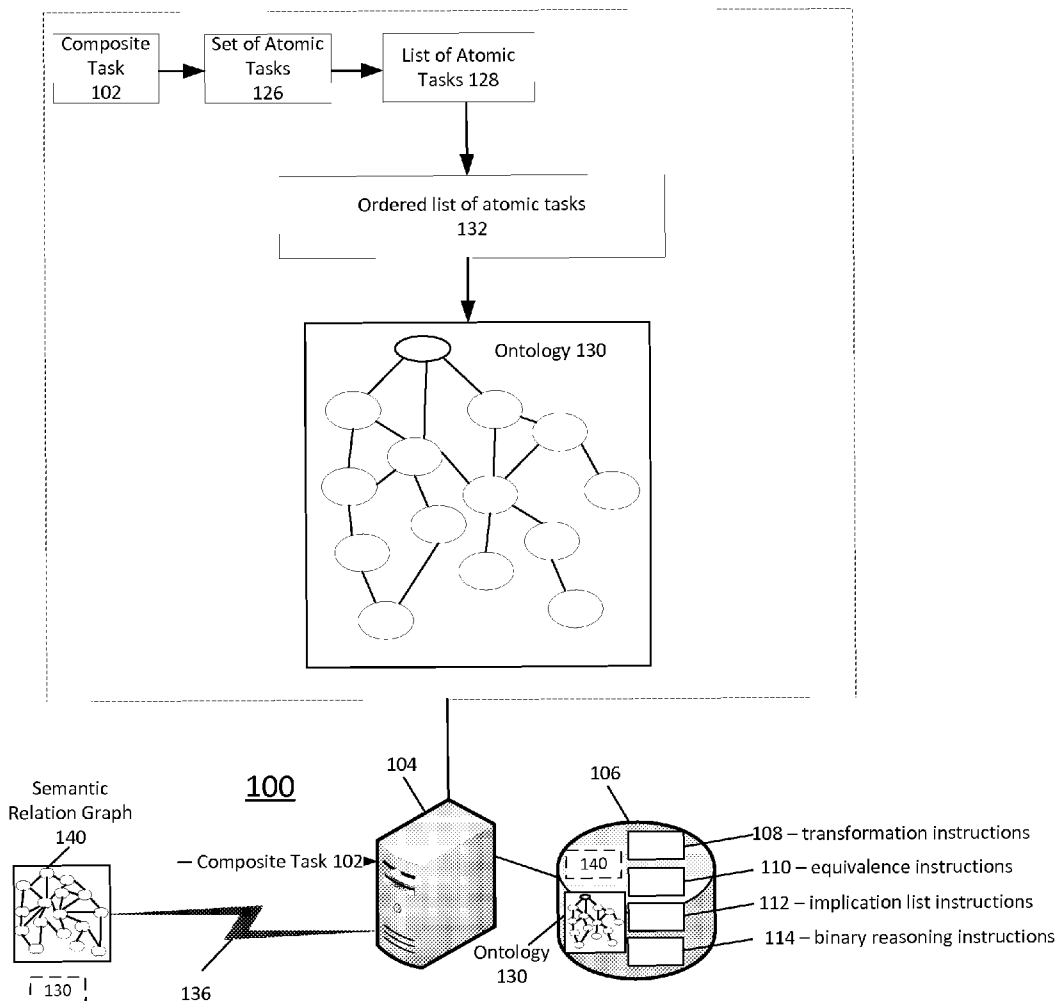 Composite
Task
102
Set of Atomic
Tasks
126
List of Atomic
Tasks 128
Ordered list of atomic tasks
132
Ontology 130
Semantic
Relation Graph
140
100
104
106
Composite Task 102
140
108 – transformation instructions
110 – equivalence instructions
112 – implication list instructions
114 – binary reasoning instructions
Ontology
130
130
136